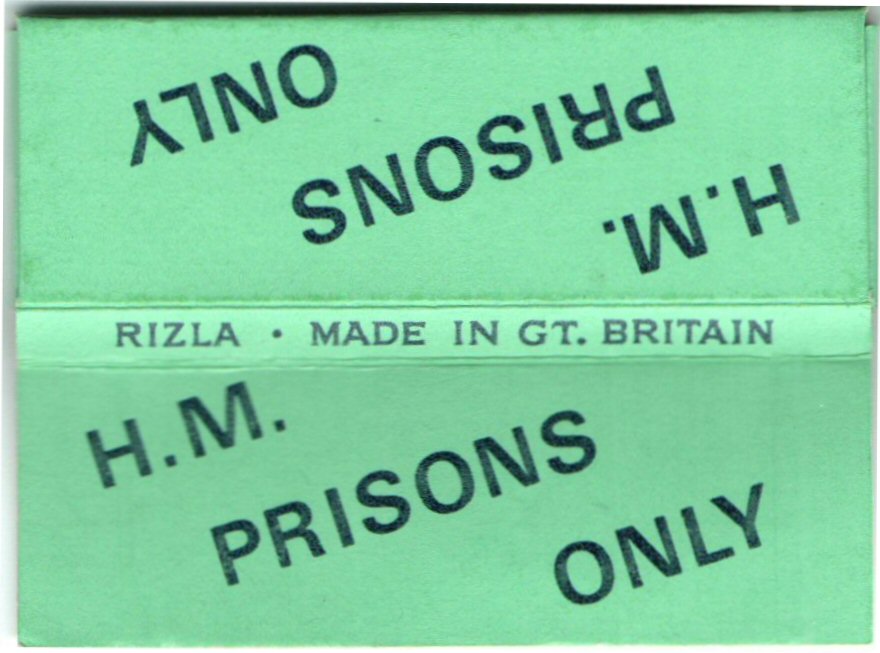 H.M.
PRISONS
ONLY
RIZLA • MADE IN GT. BRITAIN
H.M.
PRISONS
ONLY